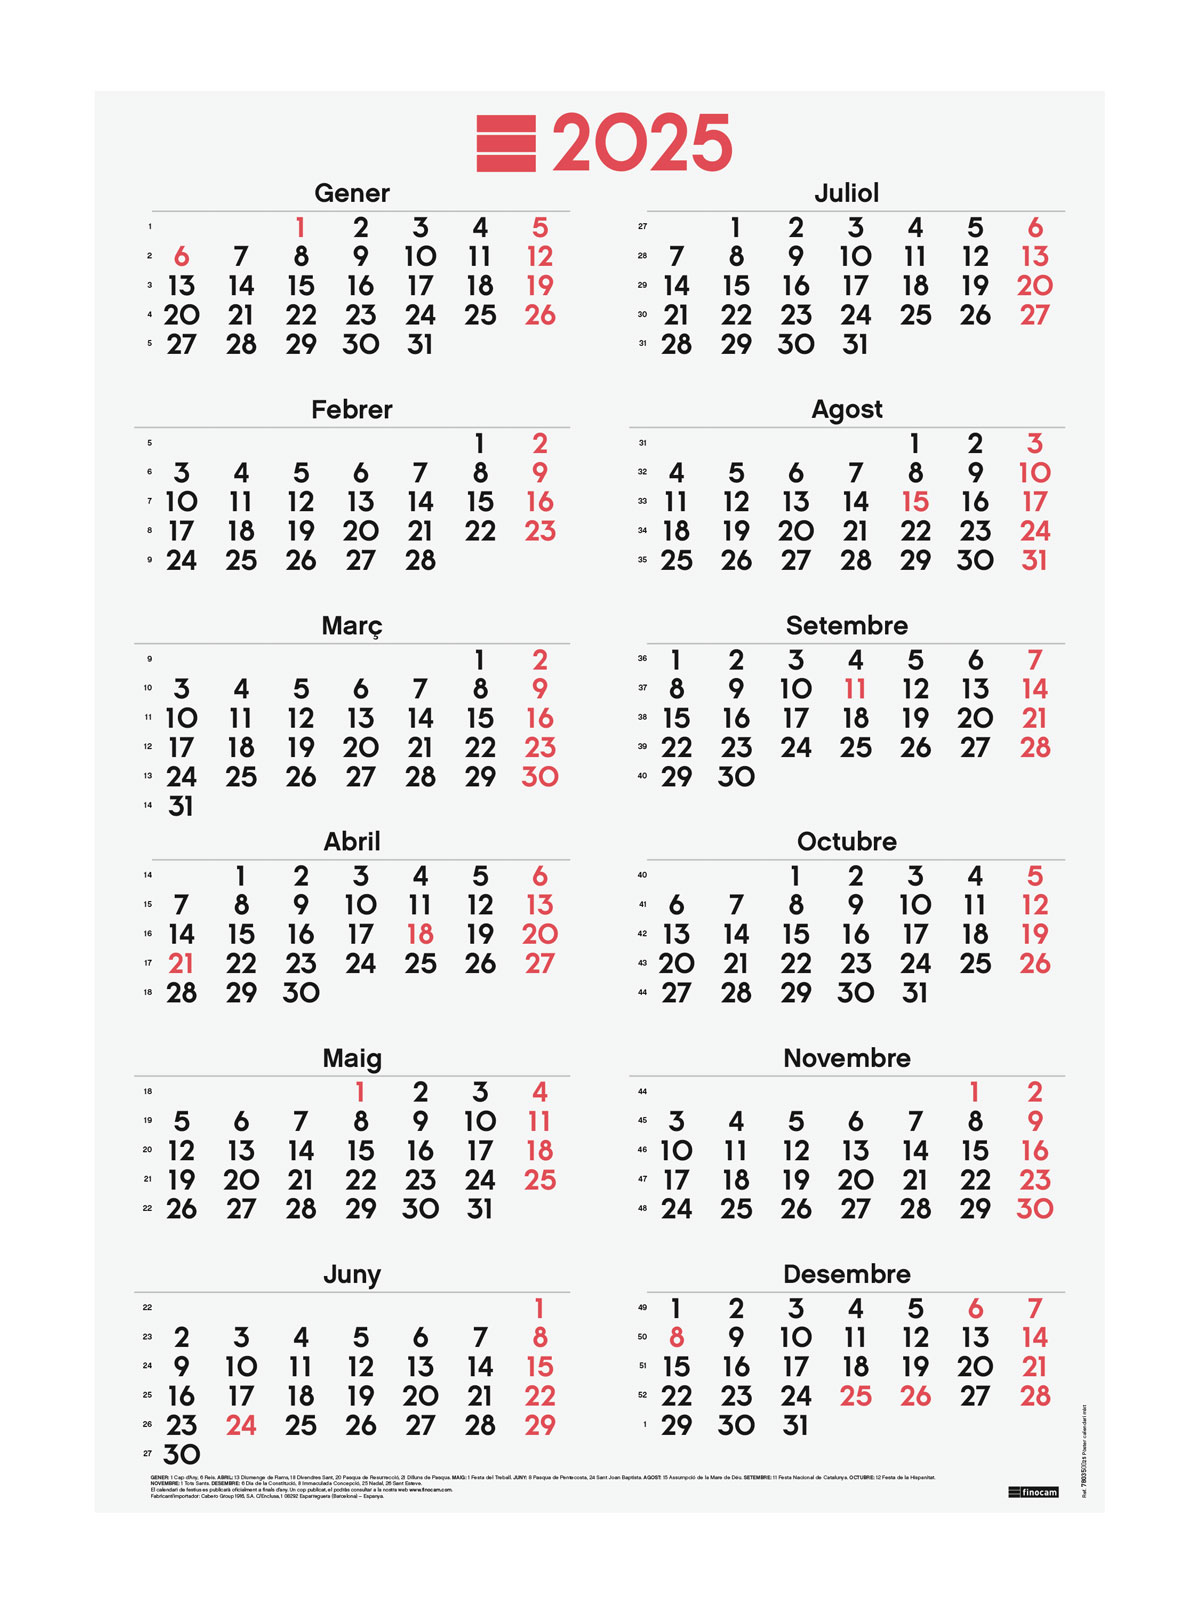 2025
Gener
1 1 2 3 4 5
2 6 7 8 9 10 11 12
3 13 14 15 16 17 18 19
4 20 21 22 23 24 25 26
5 27 28 29 30 31
Febrer
5 1 2
6 3 4 5 6 7 8 9
7 10 11 12 13 14 15 16
8 17 18 19 20 21 22 23
9 24 25 26 27 28
Març
9 1 2
10 3 4 5 6 7 8 9
11 10 11 12 13 14 15 16
12 17 18 19 20 21 22 23
13 24 25 26 27 28 29 30
14 31
Abril
14 1 2 3 4 5 6
15 7 8 9 10 11 12 13
16 14 15 16 17 18 19 20
17 21 22 23 24 25 26 27
18 28 29 30
Maig
18 1 2 3 4
19 5 6 7 8 9 10 11
20 12 13 14 15 16 17 18
21 19 20 21 22 23 24 25
22 26 27 28 29 30 31
Juny
22 1
23 2 3 4 5 6 7 8
24 9 10 11 12 13 14 15
25 16 17 18 19 20 21 22
26 23 24 25 26 27 28 29
27 30
Juliol
27 1 2 3 4 5 6
28 7 8 9 10 11 12 13
29 14 15 16 17 18 19 20
30 21 22 23 24 25 26 27
31 28 29 30 31
Agost
31 1 2 3
32 4 5 6 7 8 9 10
33 11 12 13 14 15 16 17
34 18 19 20 21 22 23 24
35 25 26 27 28 29 30 31
Setembre
36 1 2 3 4 5 6 7
37 8 9 10 11 12 13 14
38 15 16 17 18 19 20 21
39 22 23 24 25 26 27 28
40 29 30
Octubre
40 1 2 3 4 5
41 6 7 8 9 10 11 12
42 13 14 15 16 17 18 19
43 20 21 22 23 24 25 26
44 27 28 29 30 31
Novembre
44 1 2
45 3 4 5 6 7 8 9
46 10 11 12 13 14 15 16
47 17 18 19 20 21 22 23
48 24 25 26 27 28 29 30
Desembre
49 1 2 3 4 5 6 7
50 8 9 10 11 12 13 14
51 15 16 17 18 19 20 21
52 22 23 24 25 26 27 28
1 29 30 31
GENER: 1 Cap d'Any, 6 Reis. ABRIL: 13 Diumenge de Rams, 18 Divendres Sant, 20 Pasqua de Resurrecció, 21 Dilluns de Pasqua. MAIG: 1 Festa del Treball. JUNY: 8 Pasqua de Pentecosta, 24 Sant Joan Baptista. AGOST: 15 Assumpció de la Mare de Déu. SETEMBRE: 11 Festa Nacional de Catalunya. OCTUBRE: 12 Festa de la Hispanitat.
NOVEMBRE: 1 Tots Sants. DESEMBRE: 6 Dia de la Constitució, 8 Immaculada Concepció, 25 Nadal, 26 Sant Esteve.
El calendari de festius es publicarà oficialment a finals d'any. Un cop publicat, el podràs consultar a la nostra web www.finocam.com.
Fabricant/Importador: Cabero Group 1916, S.A. C/Enclusa, 1 08292 Esparreguera (Barcelona) – Espanya.
finocam